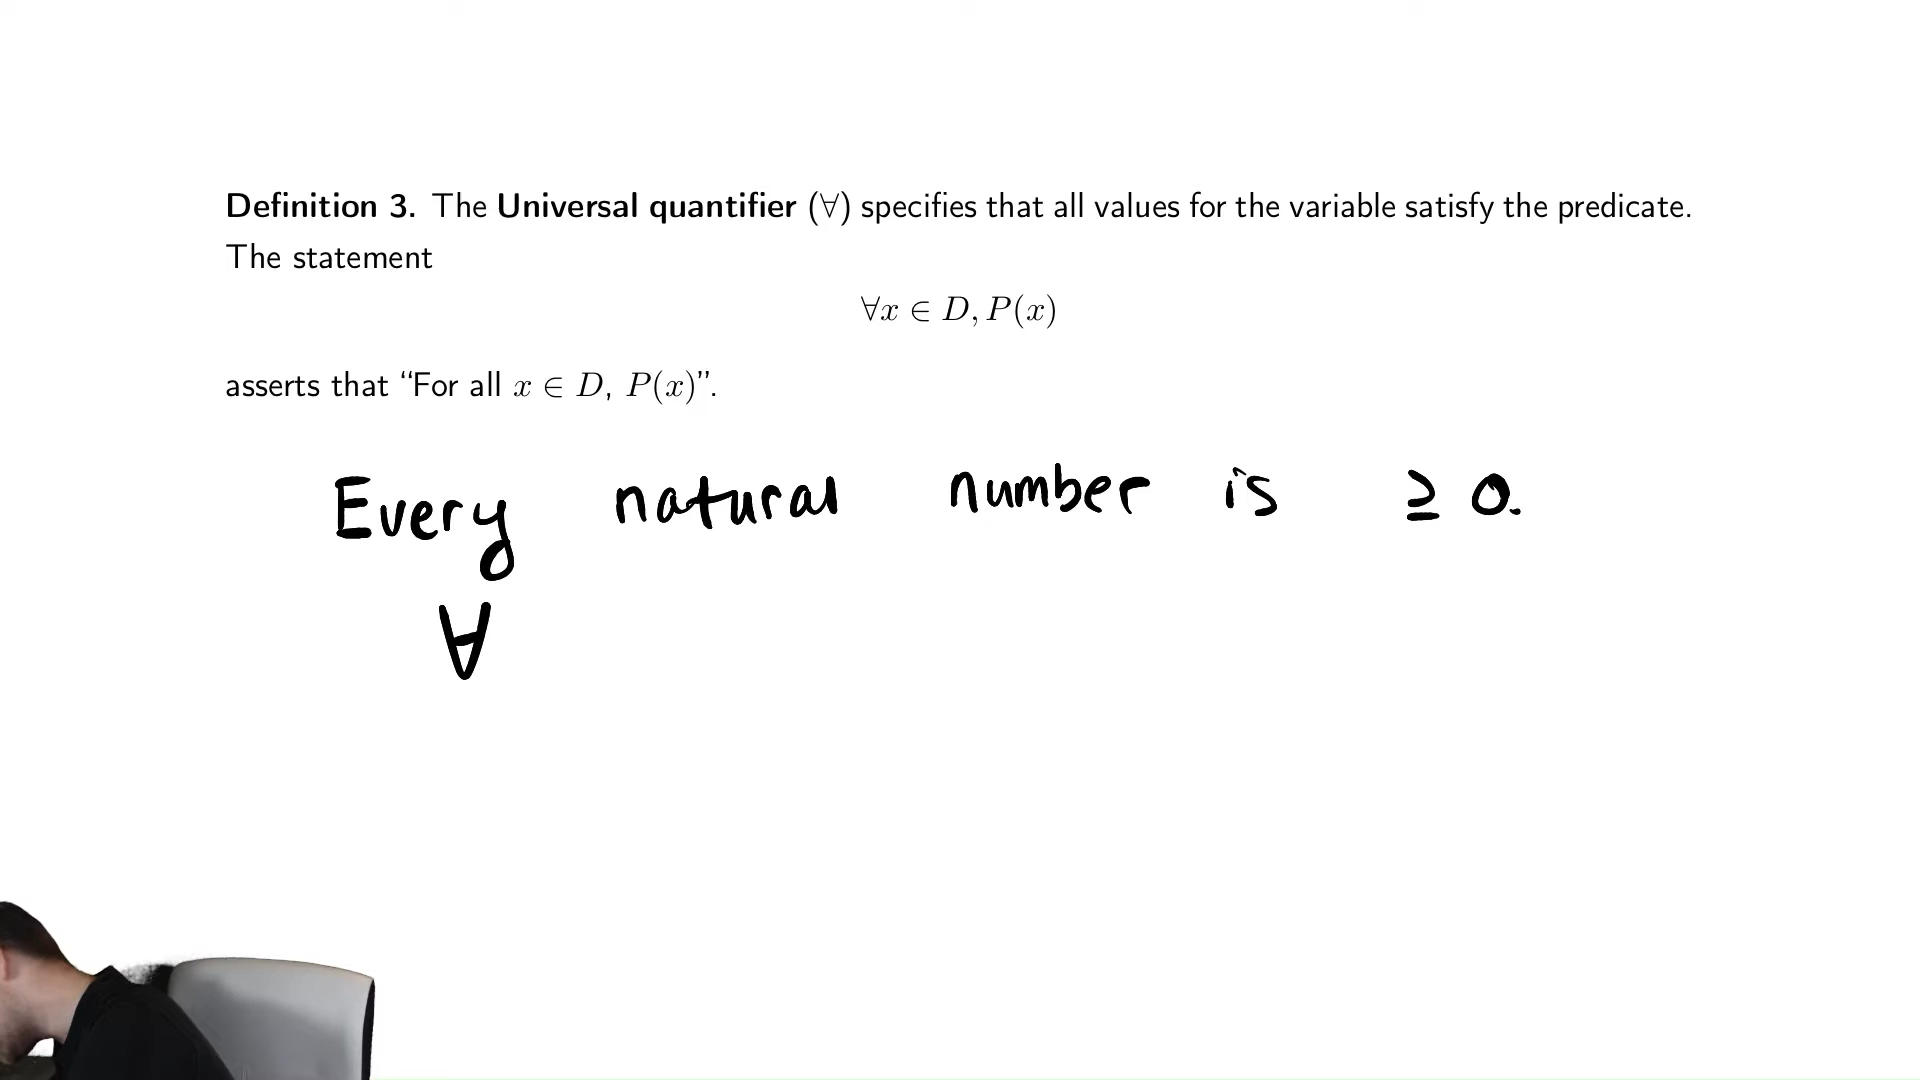 Definition 3. The Universal quantifier (∀) specifies that all values for the variable satisfy the predicate.
The statement
∀x ∈ D, P(x)
asserts that “For all x ∈ D, P(x)”.
Every natural number is ≥ 0.
∀